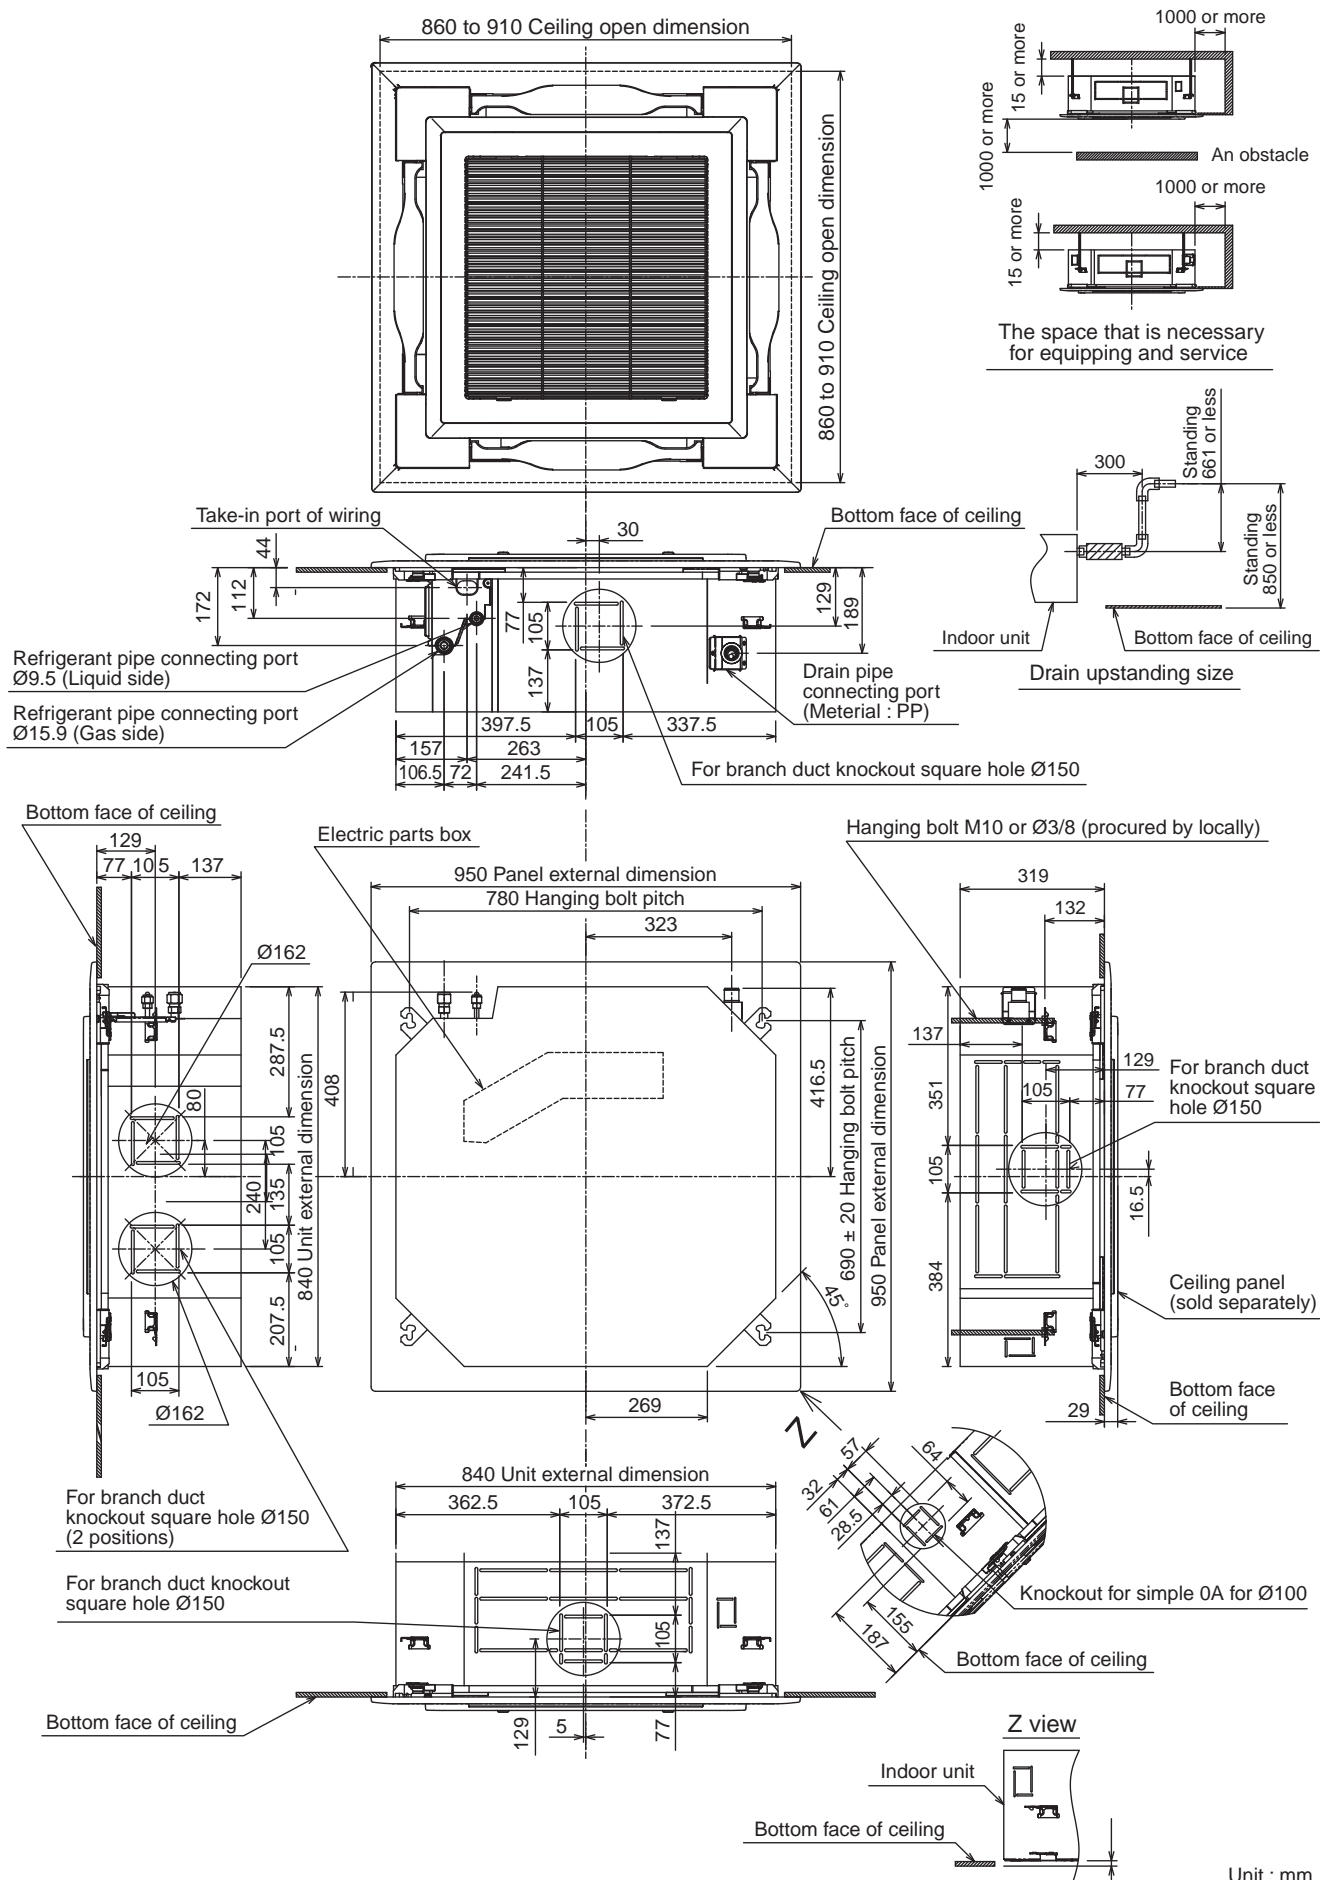 860 to 910 Ceiling open dimension
860 to 910 Ceiling open dimension
1000 or more
15 or more
1000 or more
An obstacle
1000 or more
15 or more
The space that is necessary
for equipping and service
Take-in port of wiring
30
Bottom face of ceiling
44
112
172
77
105
137
129
189
Refrigerant pipe connecting port
Ø9.5 (Liquid side)
Refrigerant pipe connecting port
Ø15.9 (Gas side)
Drain pipe
connecting port
(Meterial : PP)
397.5
105
337.5
157
263
106.5
72
241.5
For branch duct knockout square hole Ø150
300
Standing
661 or less
Standing
850 or less
Indoor unit
Bottom face of ceiling
Drain upstanding size
Bottom face of ceiling
129
77
105
137
Ø162
287.5
80
105
135
240
105
207.5
840 Unit external dimension
105
Ø162
For branch duct
knockout square hole Ø150
(2 positions)
Electric parts box
950 Panel external dimension
780 Hanging bolt pitch
323
408
416.5
690 ± 20 Hanging bolt pitch
950 Panel external dimension
45°
269
Hanging bolt M10 or Ø3/8 (procured by locally)
319
132
137
129
105
77
351
105
384
16.5
For branch duct
knockout square
hole Ø150
Ceiling panel
(sold separately)
Bottom face
of ceiling
29
Z
840 Unit external dimension
362.5
105
372.5
137
105
77
129
5
For branch duct knockout
square hole Ø150
Bottom face of ceiling
57
64
32
61
28.5
155
187
Knockout for simple 0A for Ø100
Bottom face of ceiling
Z view
Indoor unit
Bottom face of ceiling
Unit : mm